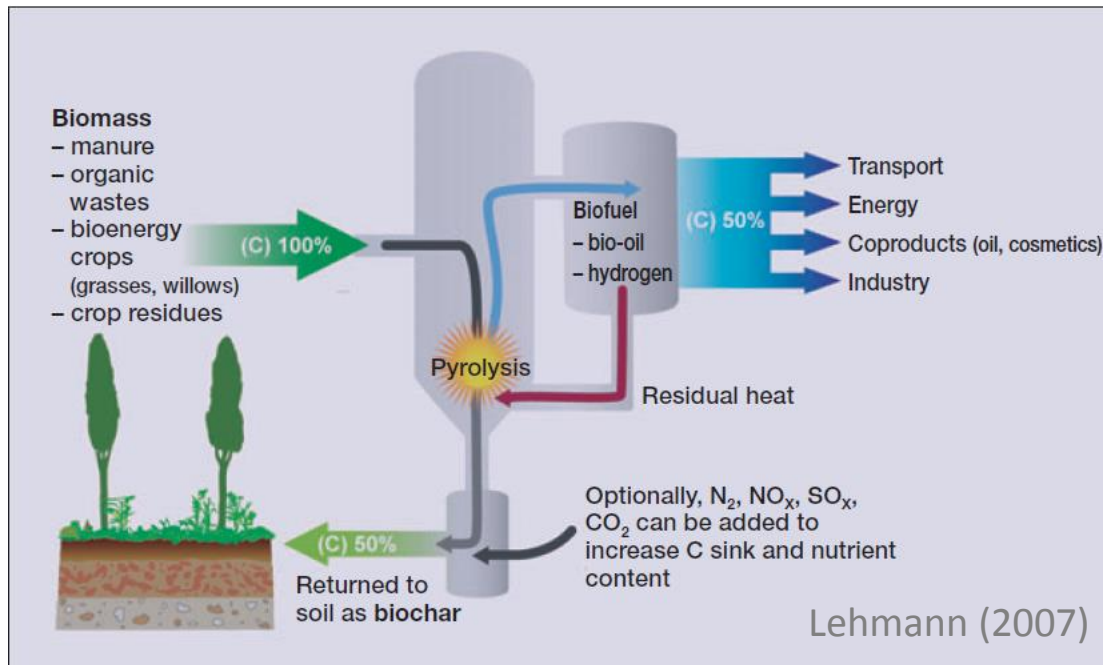 Biomass
– manure
– organic
wastes
– bioenergy
crops
(grasses, willows)
– crop residues
(C) 100%
Pyrolysis
Biofuel
– bio-oil
– hydrogen
(C) 50%
Transport
Energy
Coproducts (oil, cosmetics)
Industry
Residual heat
Optionally, N₂, NOₓ, SOₓ,
CO₂ can be added to
increase C sink and nutrient
content
(C) 50%
Returned to
soil as biochar
Lehmann (2007)